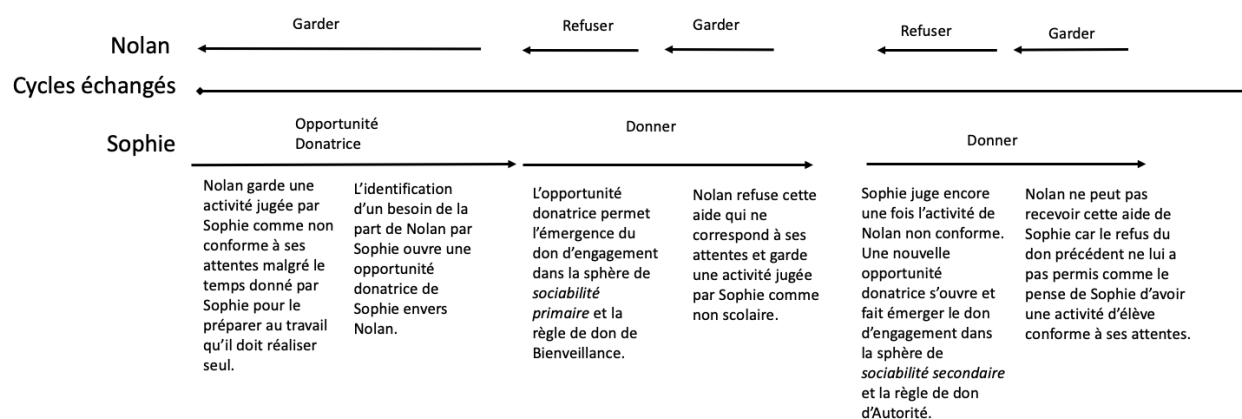 Garder
Refuser
Garder
Refuser
Garder
Nolan
Cycles échangés
Opportunité
Donatrice
Donner
Donner
Sophie
Nolan garde une
activité jugée par
Sophie comme non
conforme à ses
attentes malgré le
temps donné par
Sophie pour le
préparer au travail
qu’il doit réaliser
seul.
L’identification
d’un besoin de la
part de Nolan par
Sophie ouvre une
opportunité
donatrice de
Sophie envers
Nolan.
L’opportunité
donatrice permet
l’émergence du
don d’engagement
dans la sphère de
sociabilité
primaire et la
règle de don de
Bienveillance.
Nolan refuse cette
aide qui ne
correspond à ses
attentes et garde
une activité jugée
par Sophie comme
non scolaire.
Sophie juge encore
une fois l’activité de
Nolan non conforme.
Une nouvelle
opportunité
donatrice s’ouvre et
fait émerger le don
d’engagement dans
la sphère de
sociabilité secondaire
et la règle de don
d’Autorité.
Nolan ne peut pas
recevoir cette aide de
Sophie car le refus du
don précédent ne lui a
pas permis comme le
pense de Sophie d’avoir
une activité d’élève
conforme à ses attentes.